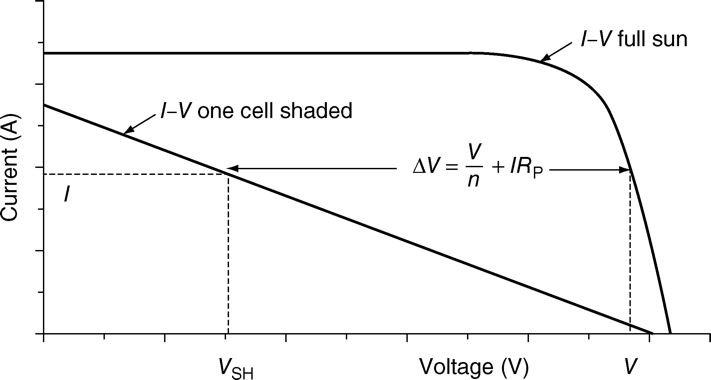 I–V full sun
I–V one cell shaded
ΔV = V/n + IRP
Current (A)
I
VSH
Voltage (V)
V